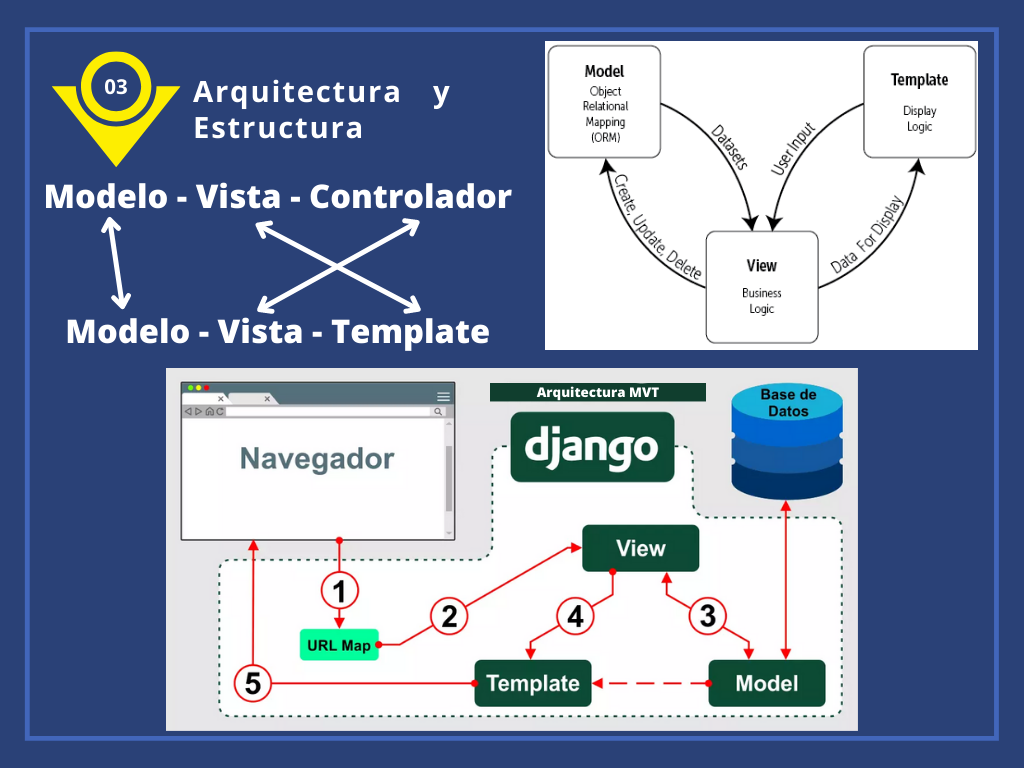 03
Arquitectura y
Estructura
Modelo - Vista - Controlador
Modelo - Vista - Template
Model
Object
Relational
Mapping
(ORM)
Template
Display
Logic
Datasets
User Input
Create, Update, Delete
Data For Display
View
Business
Logic
Arquitectura MVT
django
Base de
Datos
Navegador
View
1
2
4
3
URL Map
5
Template
Model